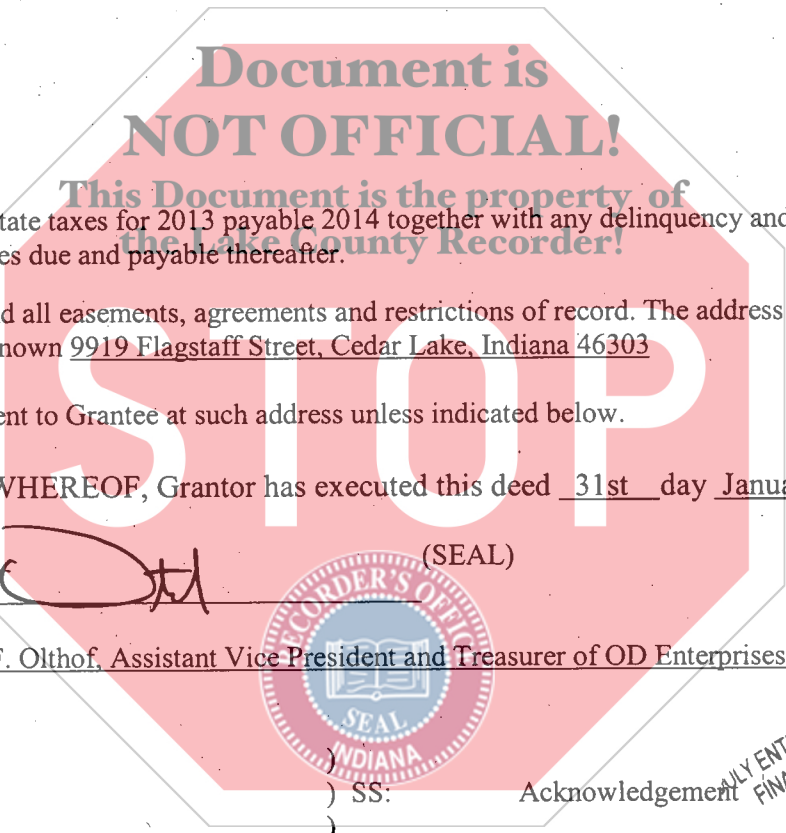 Document is
NOT OFFICIAL!
This Document is the property of
tate taxes for 2013 payable 2014 together with any delinquency and
the Lake County Recorder!
es due and payable thereafter.
d all easements, agreements and restrictions of record. The address
nown 9919 Flagstaff Street, Cedar Lake, Indiana 46303
ent to Grantee at such address unless indicated below.
STOP
WHEREOF, Grantor has executed this deed 31st day Janua
(SEAL)
RECORDER'S OFFICE
F. Olthof, Assistant Vice President and Treasurer of OD Enterprises
SEAL
INDIANA
)
) SS: Acknowledgement
)